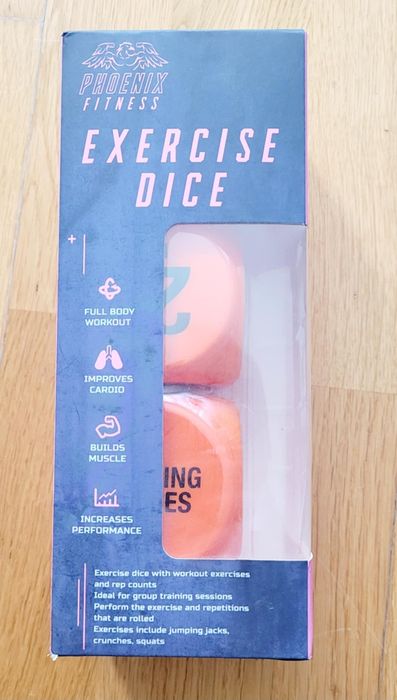 PHOENIX
FITNESS
EXERCISE
DICE
FULL BODY
WORKOUT
IMPROVES
CARDIO
BUILDS
MUSCLE
INCREASES
PERFORMANCE
2
ING
ES
Exercise dice with workout exercises
and rep counts
Ideal for group training sessions
Perform the exercise and repetitions
that are rolled
Exercises include jumping jacks,
crunches, squats